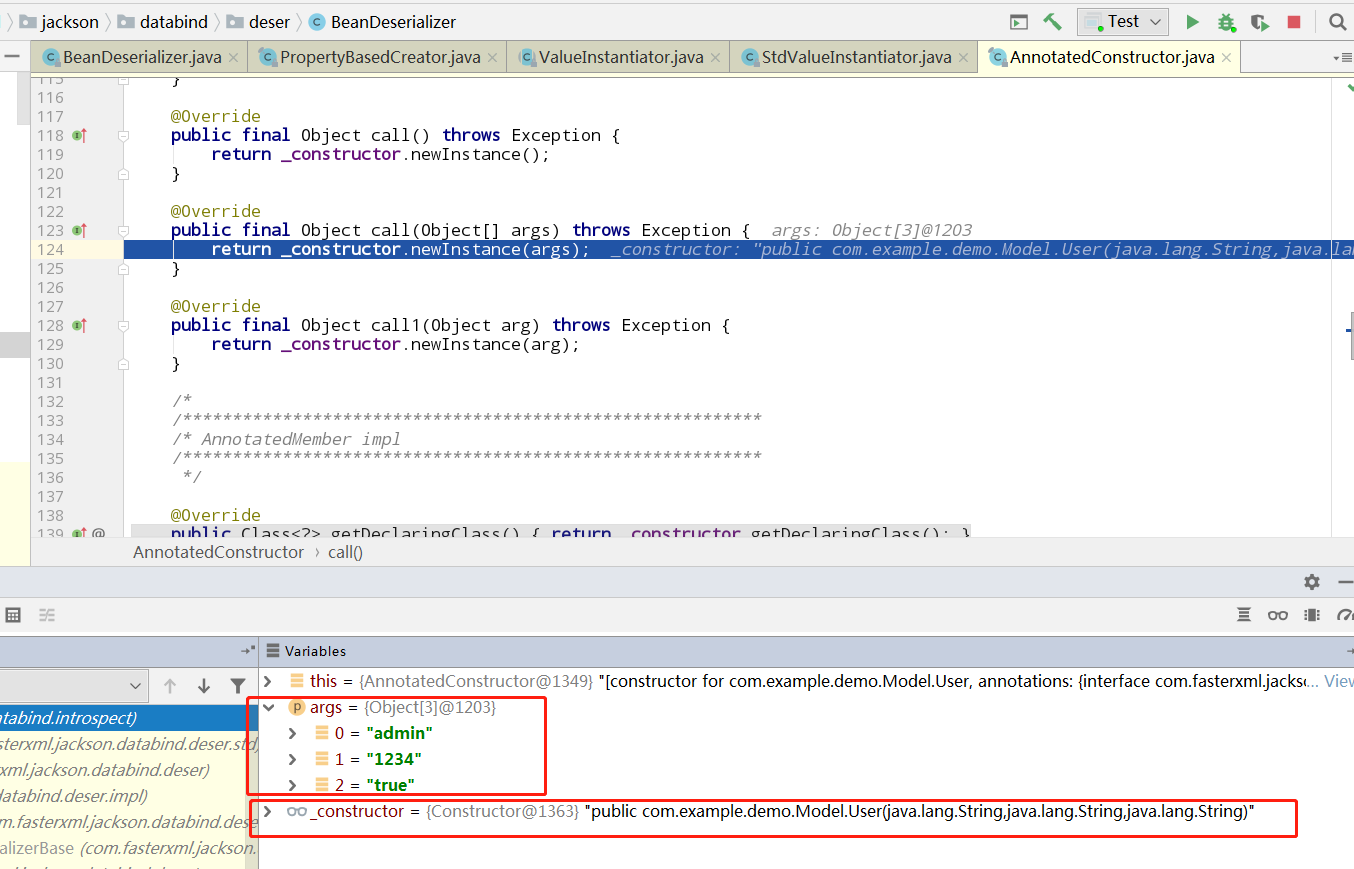 jackson databind deser BeanDeserializer Test
BeanDeserializer.java PropertyBasedCreator.java ValueInstantiator.java StdValueInstantiator.java AnnotatedConstructor.java
115 }
116
117 @Override
118 public final Object call() throws Exception {
119 return _constructor.newInstance();
120 }
121
122 @Override
123 public final Object call(Object[] args) throws Exception { args: Object[3]@1203
124 return _constructor.newInstance(args); _constructor: "public com.example.demo.Model.User(java.lang.String,java.lan
125 }
126
127 @Override
128 public final Object call1(Object arg) throws Exception {
129 return _constructor.newInstance(arg);
130 }
131
132 /*
133 /**********************************************************
134 /* AnnotatedMember impl
135 /**********************************************************
136 */
137
138 @Override
139 @ public Class<?> getDeclaringClass() { return _constructor.getDeclaringClass(); }
AnnotatedConstructor › call()
Variables
this = {AnnotatedConstructor@1349} "[constructor for com.example.demo.Model.User, annotations: {interface com.fasterxml.jackso... View
args = {Object[3]@1203}
0 = "admin"
1 = "1234"
2 = "true"
_constructor = {Constructor@1363} "public com.example.demo.Model.User(java.lang.String,java.lang.String,java.lang.String)"
atabind.introspect)
sterxml.jackson.databind.deser.std)
xml.jackson.databind.deser)
databind.deser.impl)
m.fasterxml.jackson.databind.dese
alizerBase (com.fasterxml.jackson.